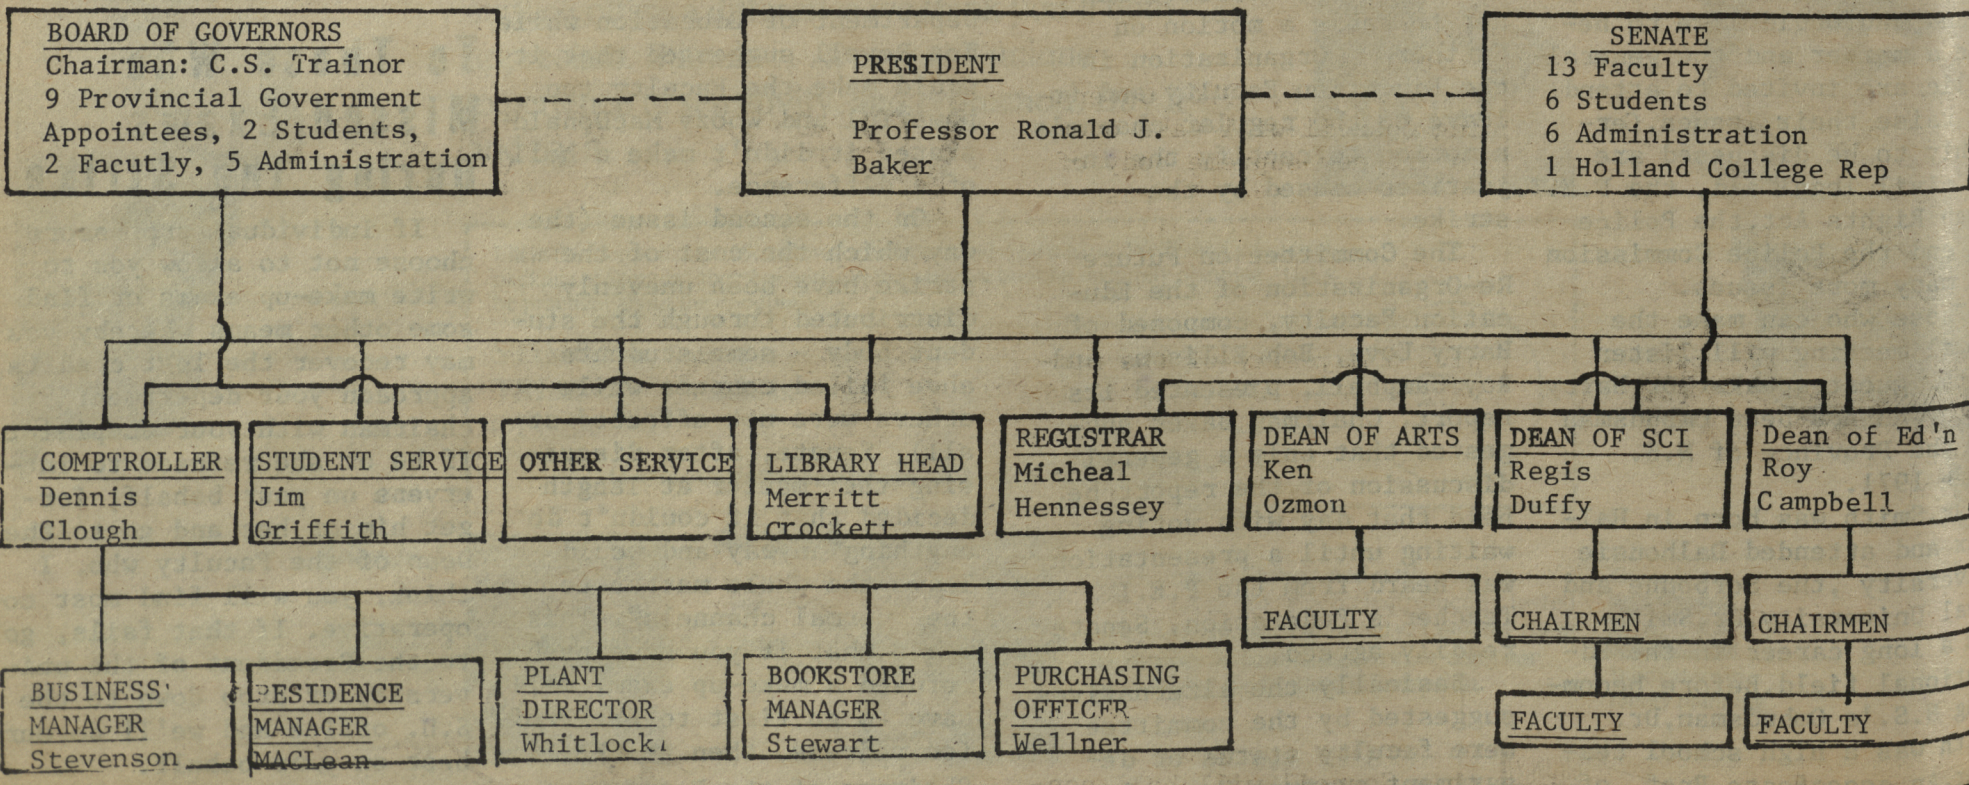 BOARD OF GOVERNORS
Chairman: C.S. Trainor
9 Provincial Government
Appointees, 2 Students,
2 Facutly, 5 Administration
PRESIDENT
Professor Ronald J.
Baker
SENATE
13 Faculty
6 Students
6 Administration
1 Holland College Rep
COMPTROLLER
Dennis
Clough
STUDENT SERVICE
Jim
Griffith
OTHER SERVICE
LIBRARY HEAD
Merritt
Crockett
REGISTRAR
Micheal
Hennessey
DEAN OF ARTS
Ken
Ozmon
DEAN OF SCI
Regis
Duffy
Dean of Ed'n
Roy
Campbell
FACULTY
CHAIRMEN
CHAIRMEN
FACULTY
FACULTY
BUSINESS
MANAGER
Stevenson
RESIDENCE
MANAGER
MACLean
PLANT
DIRECTOR
Whitlock
BOOKSTORE
MANAGER
Stewart
PURCHASING
OFFICER
Wellner